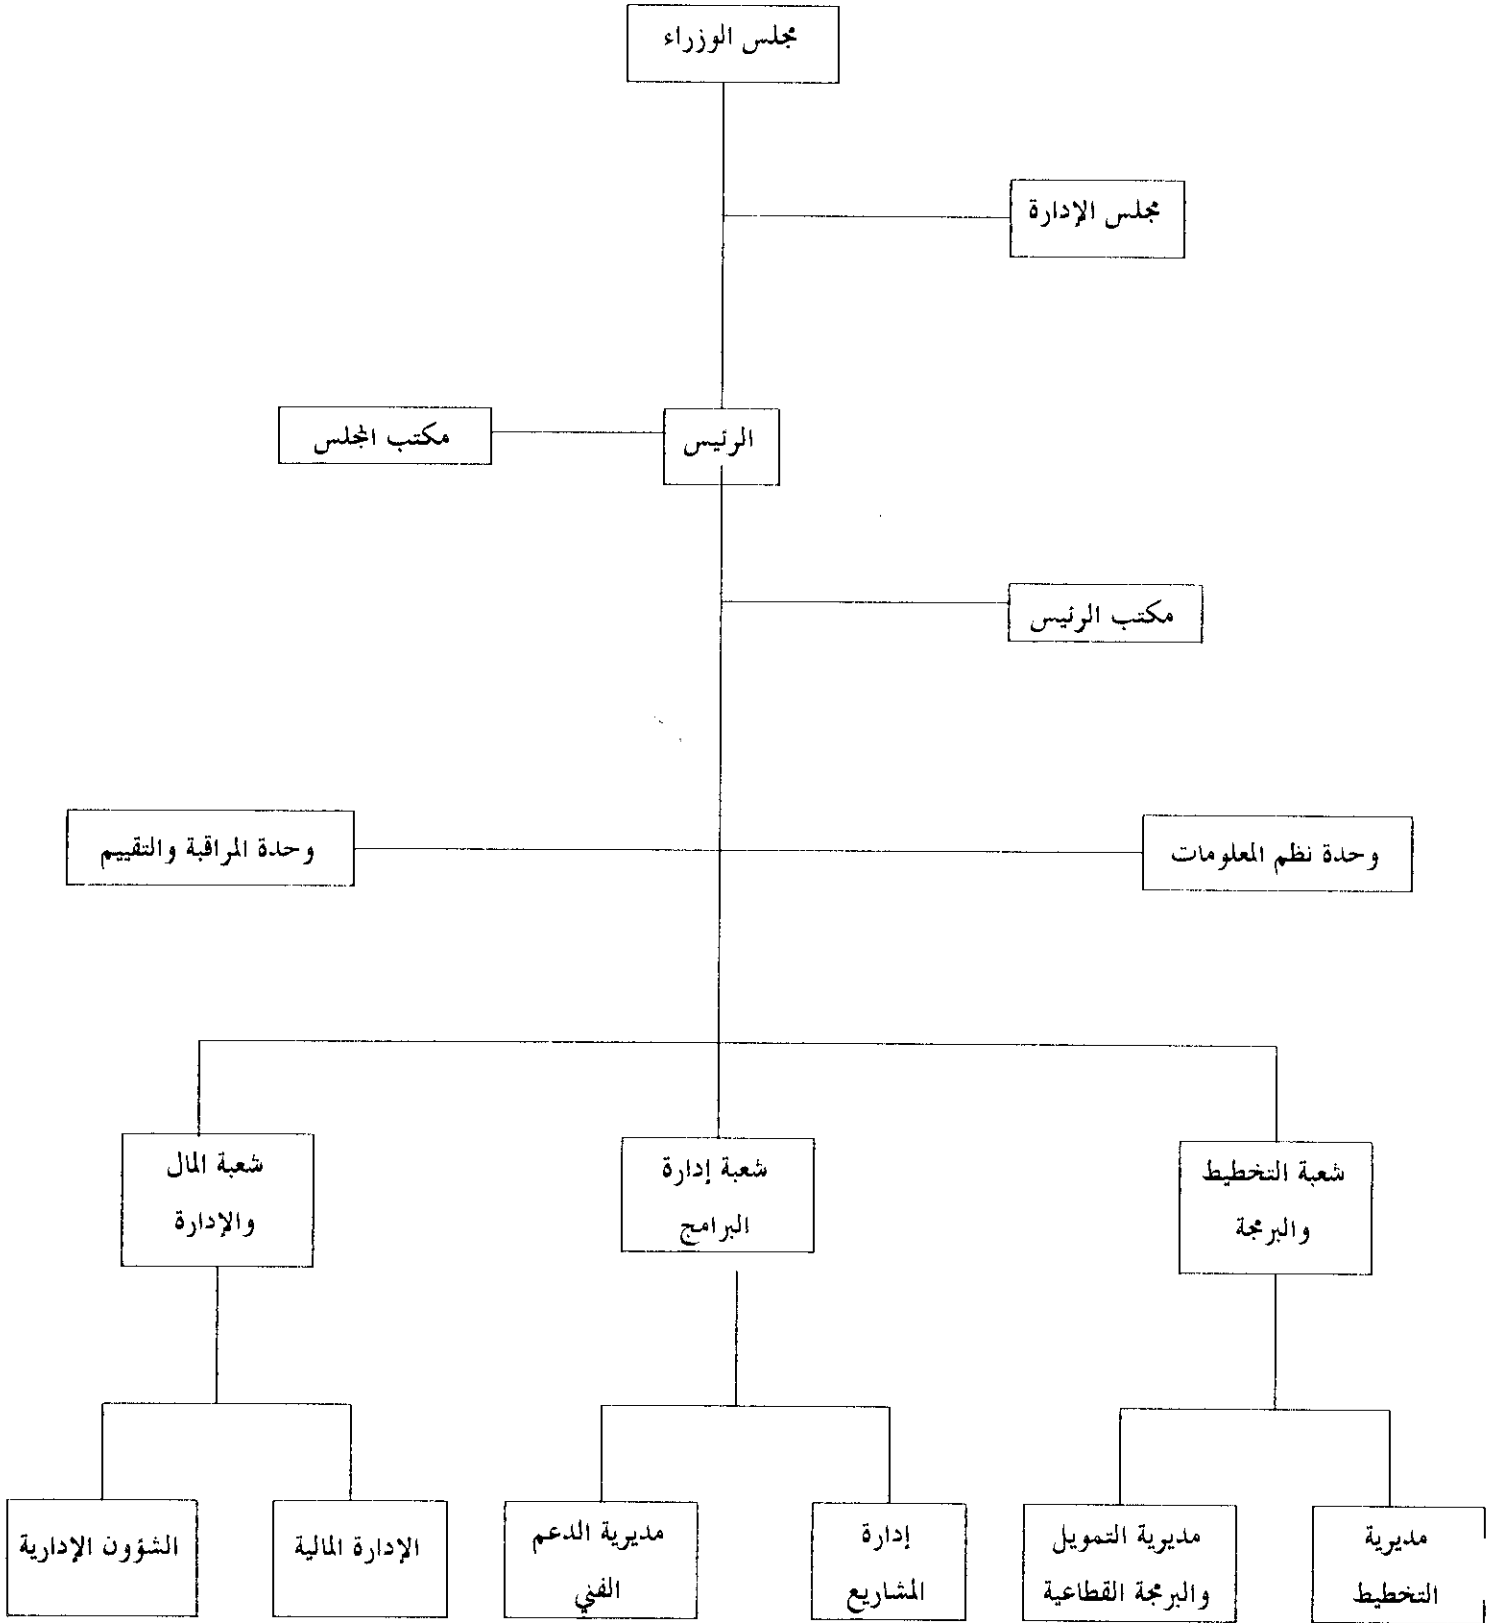 مجلس الوزراء
مجلس الإدارة
الرئيس
مكتب المجلس
مكتب الرئيس
وحدة نظم المعلومات
وحدة المراقبة والتقييم
شعبة التخطيط
والبرمجة
شعبة إدارة
البرامج
شعبة المال
والإدارة
مديرية
التخطيط
مديرية التمويل
والبرمجة القطاعية
إدارة
المشاريع
مديرية الدعم
الفني
الإدارة المالية
الشؤون الإدارية